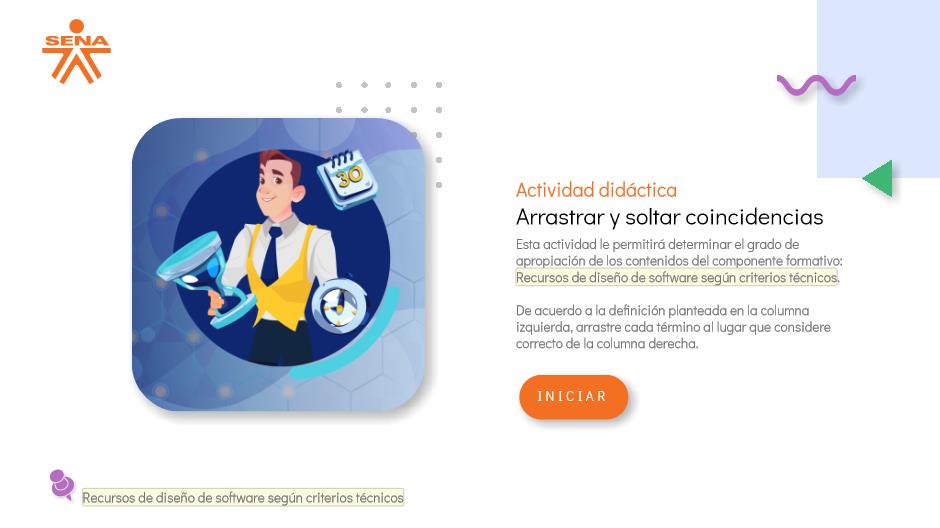 SENA
30
Actividad didáctica
Arrastrar y soltar coincidencias
Esta actividad le permitirá determinar el grado de
apropiación de los contenidos del componente formativo:
Recursos de diseño de software según criterios técnicos.
De acuerdo a la definición planteada en la columna
izquierda, arrastre cada término al lugar que considere
correcto de la columna derecha.
INICIAR
Recursos de diseño de software según criterios técnicos